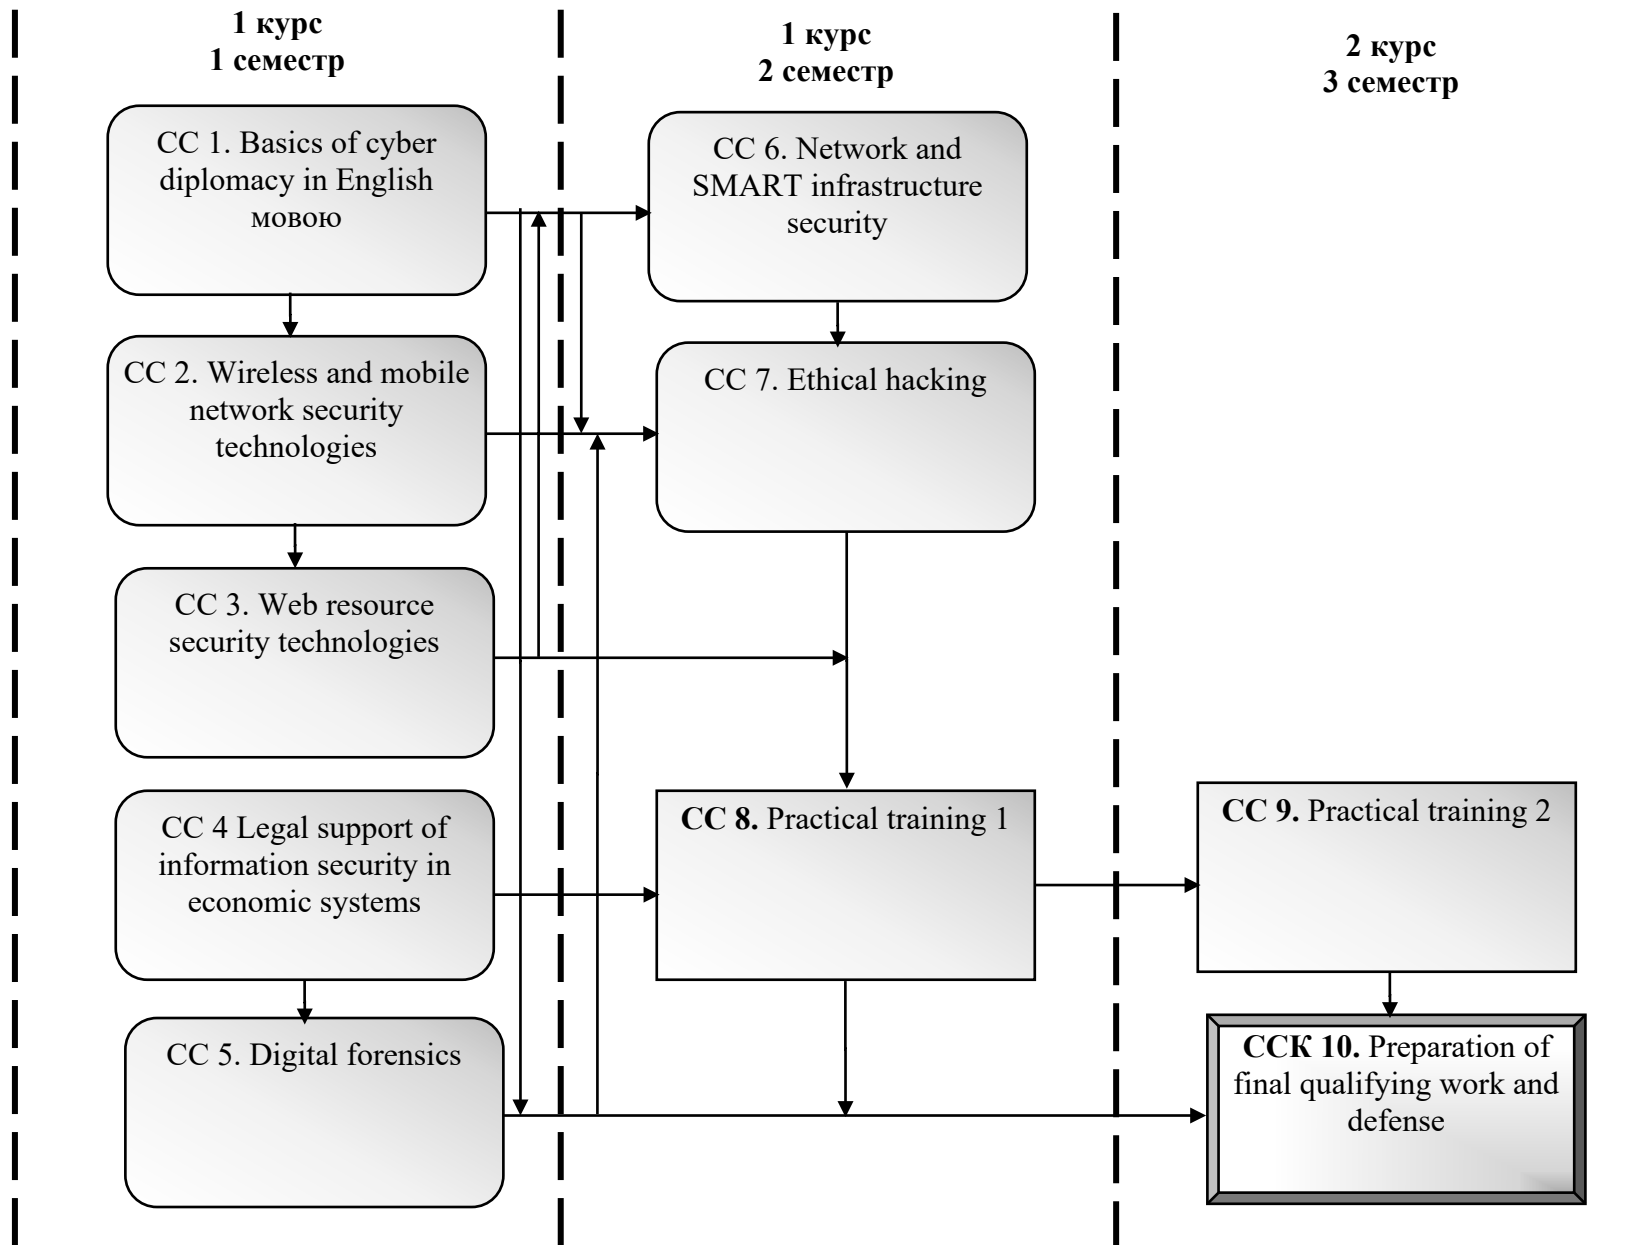 1 курс
1 семестр
CC 1. Basics of cyber
diplomacy in English
мовою
CC 2. Wireless and mobile
network security
technologies
CC 3. Web resource
security technologies
CC 4 Legal support of
information security in
economic systems
CC 5. Digital forensics
1 курс
2 семестр
CC 6. Network and
SMART infrastructure
security
CC 7. Ethical hacking
CC 8. Practical training 1
2 курс
3 семестр
CC 9. Practical training 2
ССК 10. Preparation of
final qualifying work and
defense